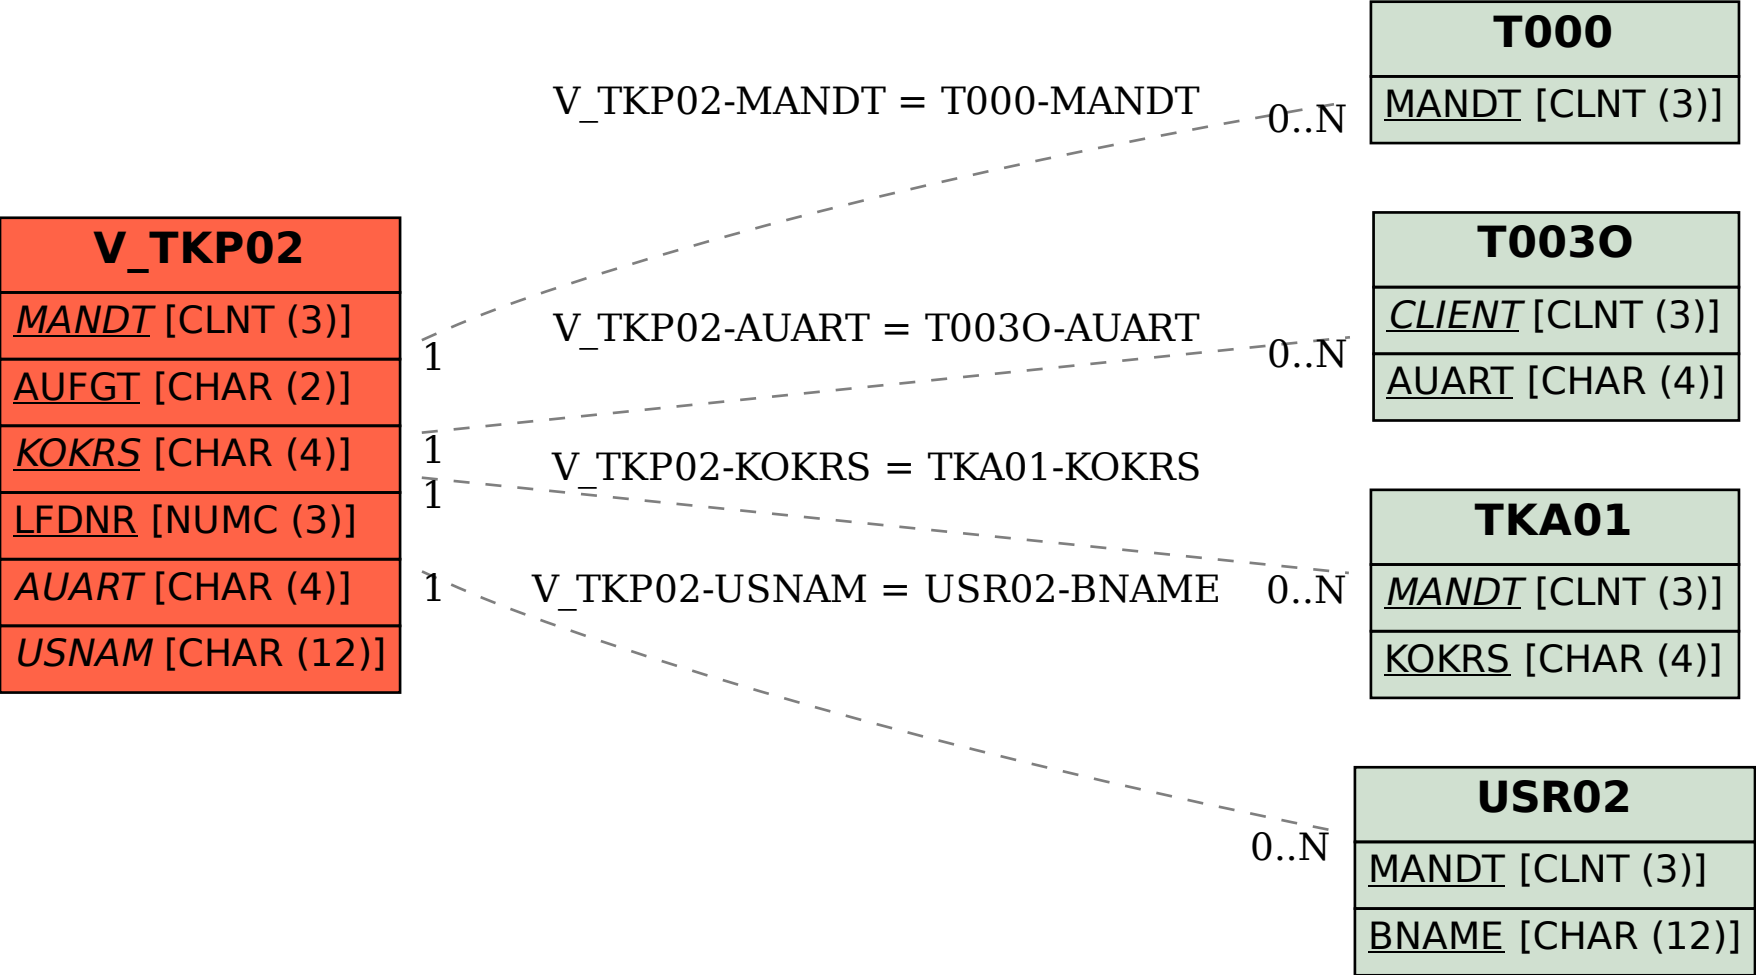 V_TKP02
MANDT [CLNT (3)]
AUFGT [CHAR (2)]
KOKRS [CHAR (4)]
LFDNR [NUMC (3)]
AUART [CHAR (4)]
USNAM [CHAR (12)]
V_TKP02-MANDT = T000-MANDT
0..N
1
V_TKP02-AUART = T003O-AUART
0..N
1
V_TKP02-KOKRS = TKA01-KOKRS
0..N
1
V_TKP02-USNAM = USR02-BNAME
0..N
1
T000
MANDT [CLNT (3)]
T003O
CLIENT [CLNT (3)]
AUART [CHAR (4)]
TKA01
MANDT [CLNT (3)]
KOKRS [CHAR (4)]
USR02
MANDT [CLNT (3)]
BNAME [CHAR (12)]